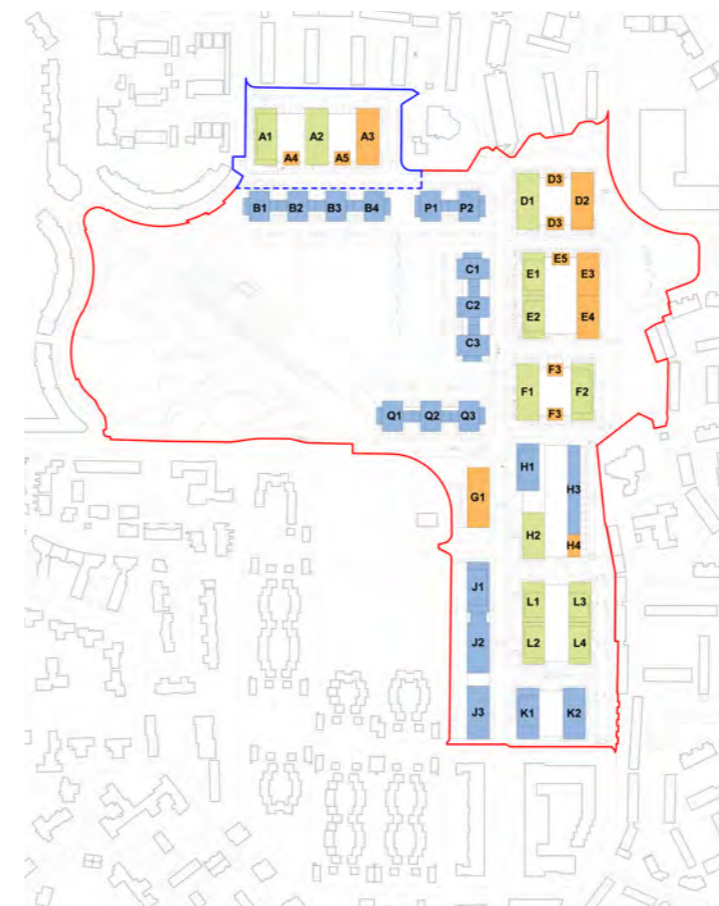 A1 A2 A3
A4 A5
D3
D1 D2
D3
B1 B2 B3 B4 P1 P2
E5
C1 E1 E3
C2
E2 E4
C3
F3
F1 F2
F3
Q1 Q2 Q3
H1
H3
G1
H2
H4
J1
L1 L3
J2 L2 L4
J3 K1 K2